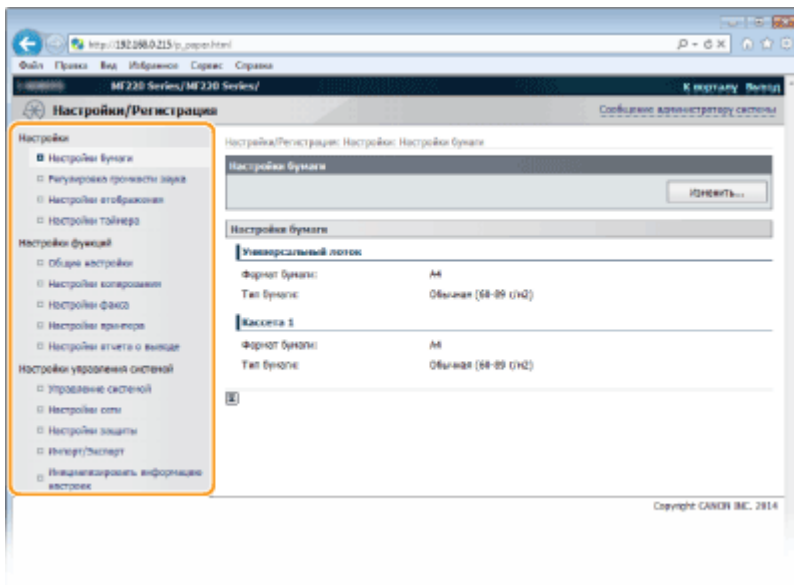 http://192.168.0.215/p_paper.html
Файл Правка Вид Избранное Сервис Справка
MF220 Series/MF220 Series/
К порталу Выход
Настройки/Регистрация
Сообщение администратору системы
Настройки
Настройки бумаги
Регулировка громкости звука
Настройки отображения
Настройки таймера
Настройки функций
Общие настройки
Настройки копирования
Настройки факса
Настройки принтера
Настройки отчета о выводе
Настройки управления системой
Управление системой
Настройки сети
Настройки защиты
Импорт/Экспорт
Инициализировать информацию
настроек
Настройка/Регистрация: Настройки: Настройки бумаги
Настройки бумаги
Изменить...
Настройки бумаги
Универсальный лоток
Формат бумаги: A4
Тип бумаги: Обычная (60-89 г/м2)
Кассета 1
Формат бумаги: A4
Тип бумаги: Обычная (60-89 г/м2)
Copyright CANON INC. 2014